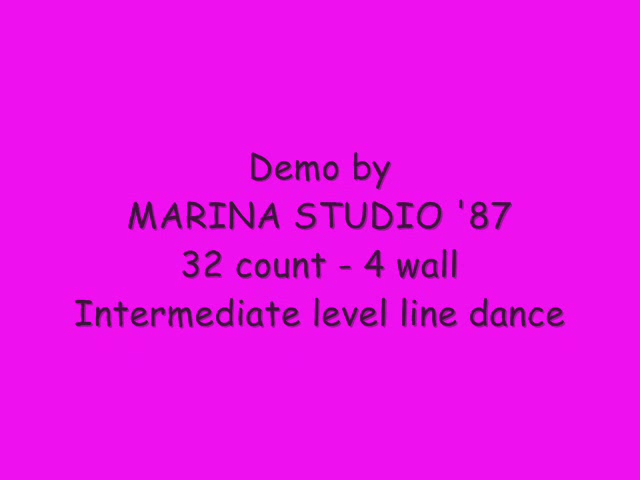 Demo by
MARINA STUDIO '87
32 count - 4 wall
Intermediate level line dance